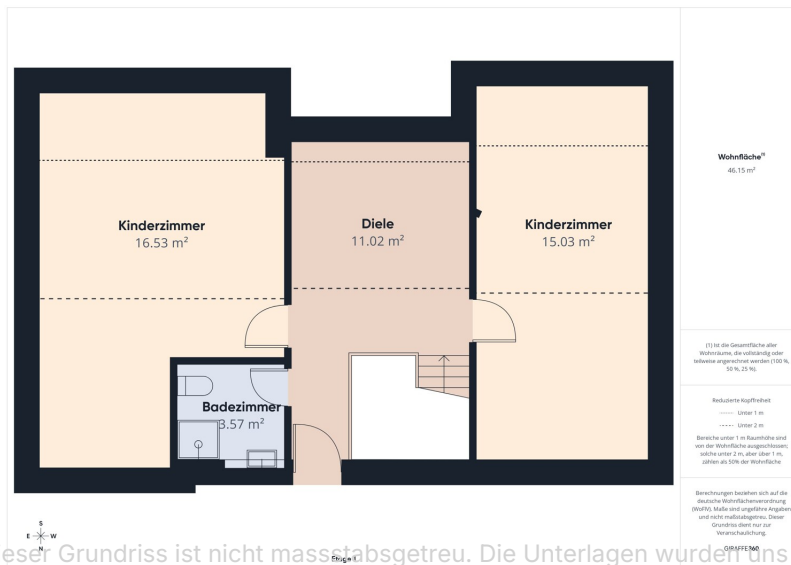 Kinderzimmer
16.53 m²
Diele
11.02 m²
Kinderzimmer
15.03 m²
Badezimmer
3.57 m²
Wohnfläche⁽¹⁾
46.15 m²
(1) Ist die Gesamtfläche aller
Wohnräume, die vollständig oder
teilweise angerechnet werden (100 %,
50 %, 25 %).
Reduzierte Kopffreiheit
Unter 1 m
Unter 2 m
Bereiche unter 1 m Raumhöhe sind
von der Wohnfläche ausgeschlossen;
solche unter 2 m, aber über 1 m,
zählen als 50% der Wohnfläche
Berechnungen beziehen sich auf die
deutsche Wohnflächenverordnung
(WoFlV). Maße sind ungefähre Angaben
und nicht maßstabsgetreu. Dieser
Grundriss dient nur zur
Veranschaulichung.
GIRAFFE360
S
E W
N
eser Grundriss ist nicht massstabsgetreu. Die Unterlagen wurden uns